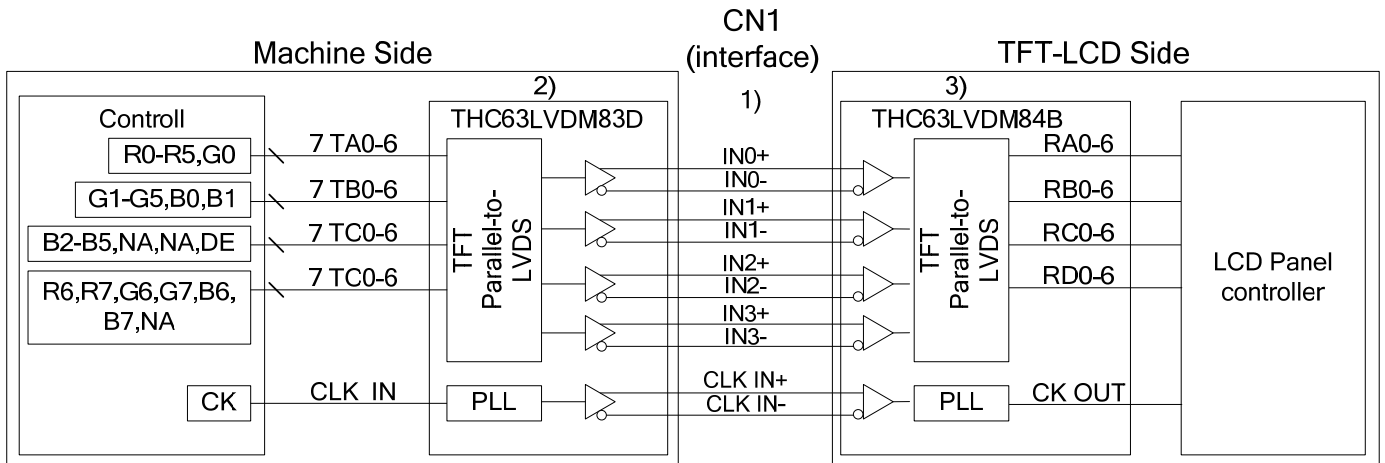 CN1
(interface)
1)
Machine Side
TFT-LCD Side
Controll
R0-R5,G0
G1-G5,B0,B1
B2-B5,NA,NA,DE
R6,R7,G6,G7,B6,
B7,NA
CK
7 TA0-6
7 TB0-6
7 TC0-6
7 TC0-6
CLK IN
2)
THC63LVDM83D
TFT
Parallel-to-
LVDS
PLL
IN0+
IN0-
IN1+
IN1-
IN2+
IN2-
IN3+
IN3-
CLK IN+
CLK IN-
3)
THC63LVDM84B
TFT
Parallel-to-
LVDS
PLL
RA0-6
RB0-6
RC0-6
RD0-6
CK OUT
LCD Panel
controller